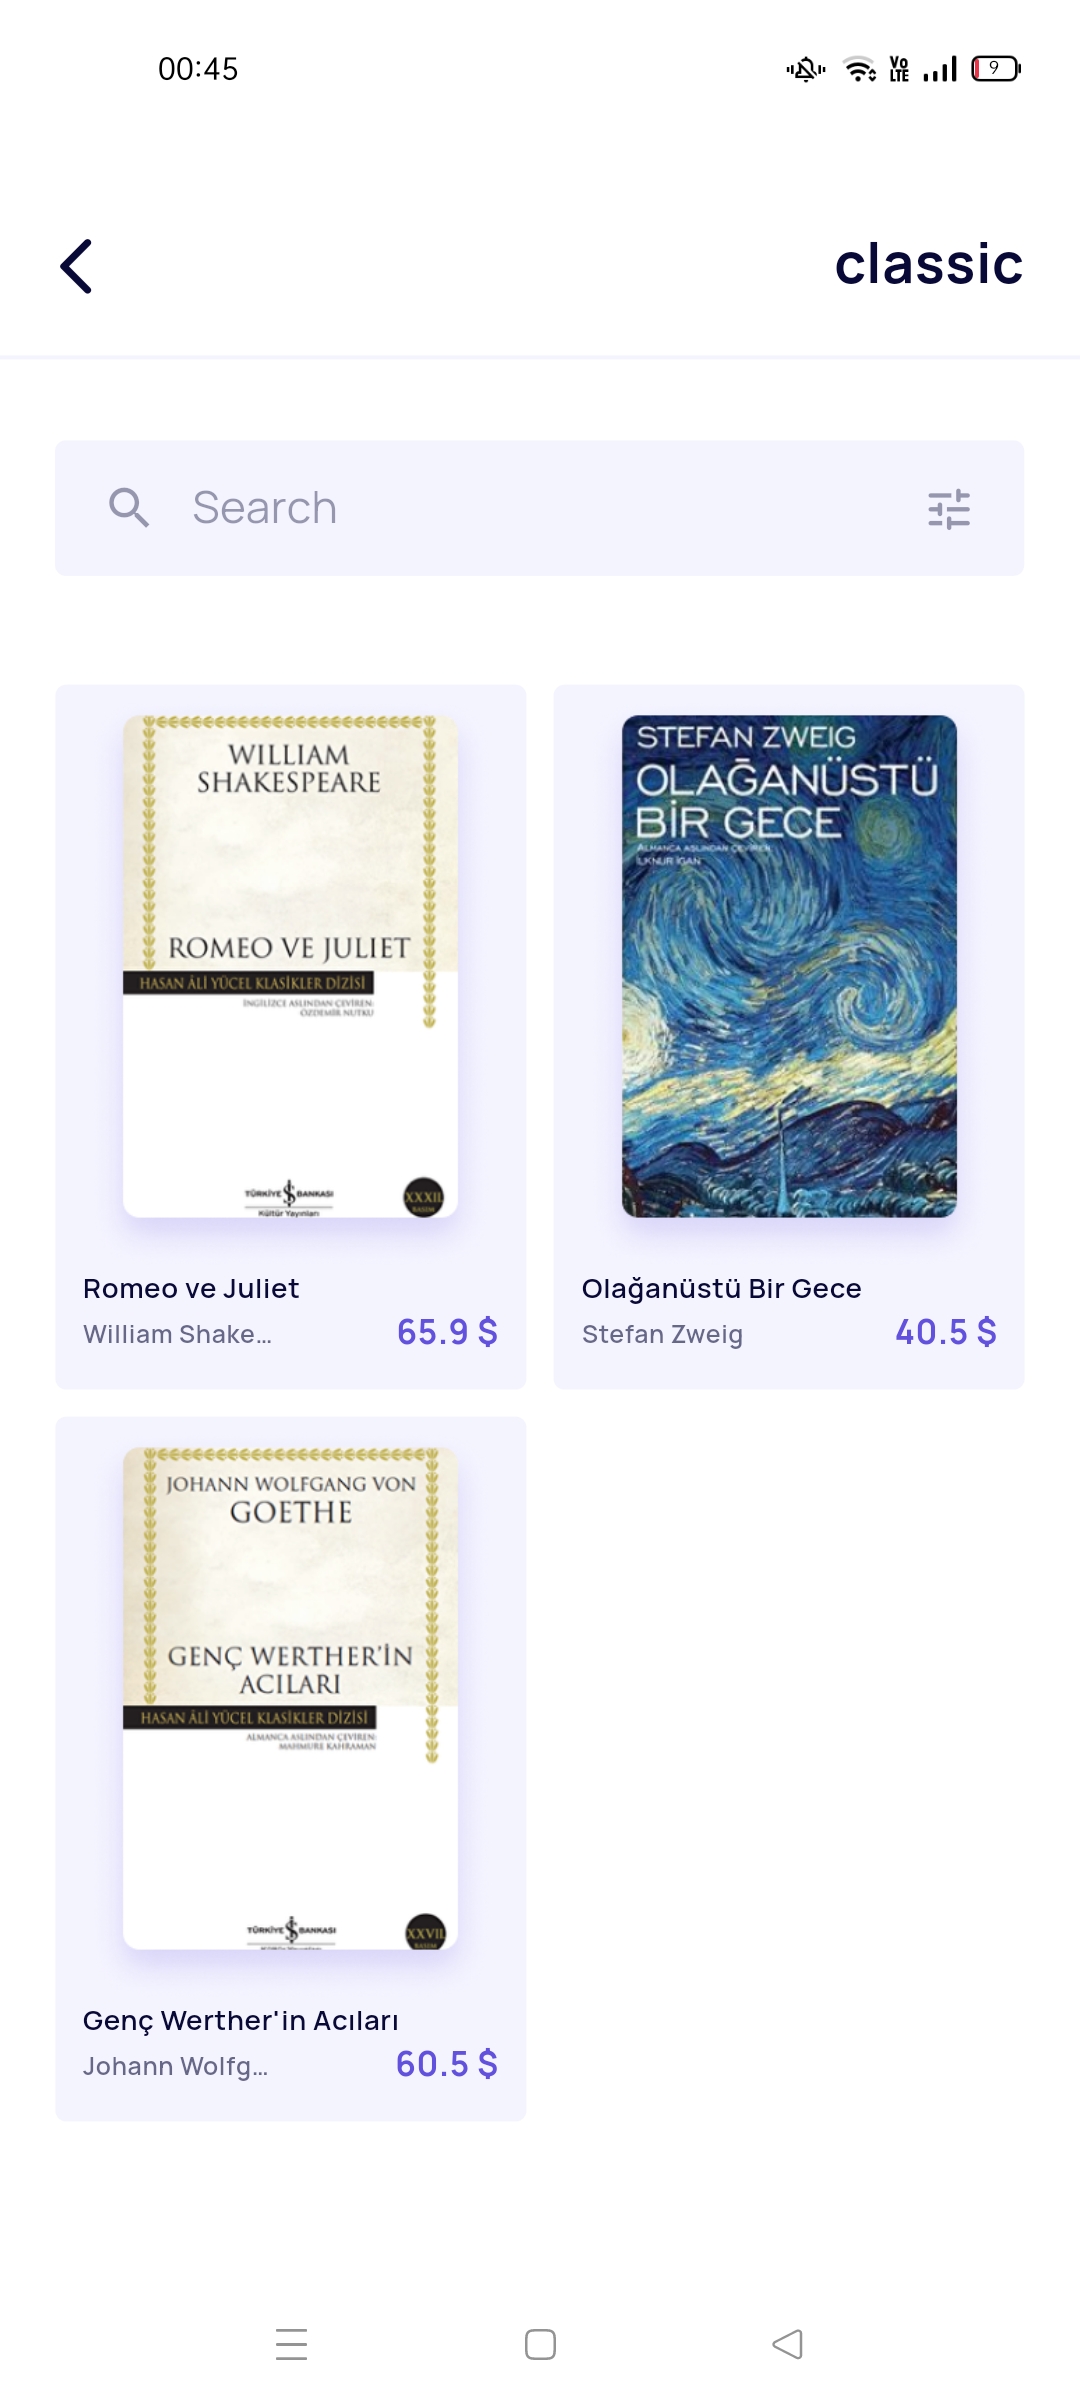 00:45
Vo
LTE
9
classic
Search
WILLIAM
SHAKESPEARE
ROMEO VE JULIET
HASAN ÂLİ YÜCEL KLASİKLER DİZİSİ
İNGİLİZCE ASLINDAN ÇEVİREN:
ÖZDEMİR NUTKU
TÜRKİYE İŞ BANKASI
Kültür Yayınları
XXXII.
BASIM
Romeo ve Juliet
William Shake...
65.9 $
STEFAN ZWEIG
OLAĞANÜSTÜ
BİR GECE
ALMANCA ASLINDAN ÇEVİREN
İLKNUR İGAN
Olağanüstü Bir Gece
Stefan Zweig
40.5 $
JOHANN WOLFGANG VON
GOETHE
GENÇ WERTHER'İN
ACILARI
HASAN ÂLİ YÜCEL KLASİKLER DİZİSİ
ALMANCA ASLINDAN ÇEVİREN:
MAHMURE KAHRAMAN
TÜRKİYE İŞ BANKASI
XXVII.
BASIM
Genç Werther'in Acıları
Johann Wolfg...
60.5 $